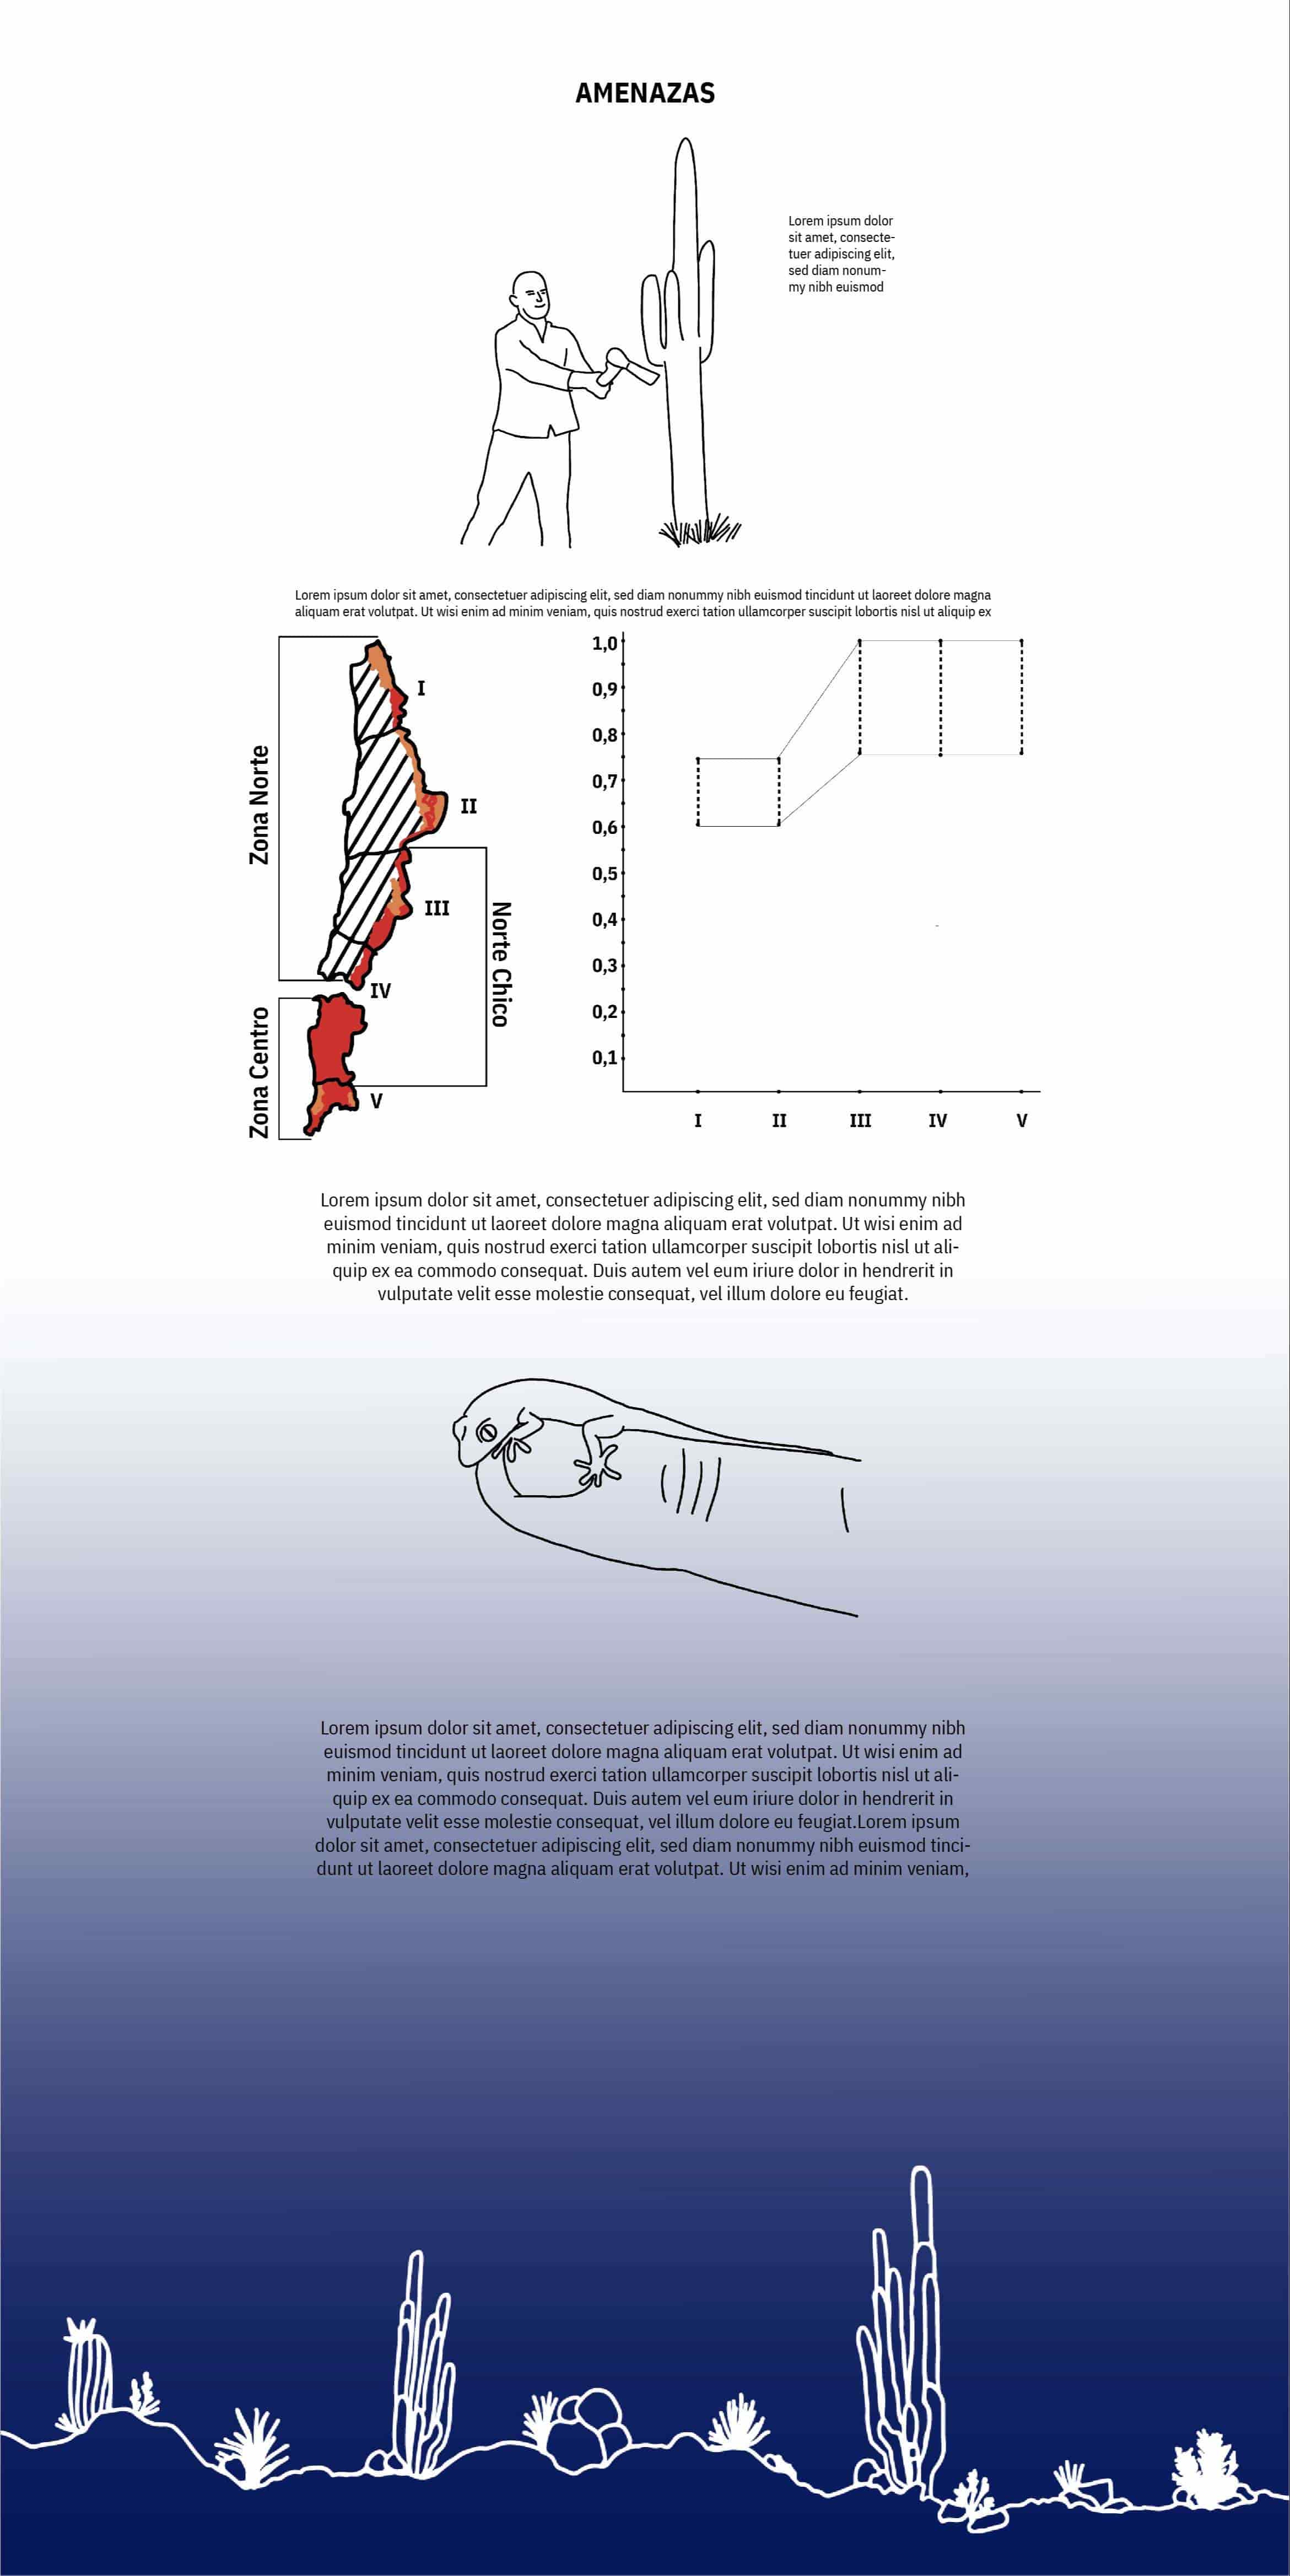 AMENAZAS
Lorem ipsum dolor
sit amet, consecte-
tuer adipiscing elit,
sed diam nonum-
my nibh euismod
Lorem ipsum dolor sit amet, consectetuer adipiscing elit, sed diam nonummy nibh euismod tincidunt ut laoreet dolore magna
aliquam erat volutpat. Ut wisi enim ad minim veniam, quis nostrud exerci tation ullamcorper suscipit lobortis nisl ut aliquip ex
Zona Norte
I
II
III
IV
Norte Chico
Zona Centro
V
1,0
0,9
0,8
0,7
0,6
0,5
0,4
0,3
0,2
0,1
I II III IV V
Lorem ipsum dolor sit amet, consectetuer adipiscing elit, sed diam nonummy nibh
euismod tincidunt ut laoreet dolore magna aliquam erat volutpat. Ut wisi enim ad
minim veniam, quis nostrud exerci tation ullamcorper suscipit lobortis nisl ut ali-
quip ex ea commodo consequat. Duis autem vel eum iriure dolor in hendrerit in
vulputate velit esse molestie consequat, vel illum dolore eu feugiat.
Lorem ipsum dolor sit amet, consectetuer adipiscing elit, sed diam nonummy nibh
euismod tincidunt ut laoreet dolore magna aliquam erat volutpat. Ut wisi enim ad
minim veniam, quis nostrud exerci tation ullamcorper suscipit lobortis nisl ut ali-
quip ex ea commodo consequat. Duis autem vel eum iriure dolor in hendrerit in
vulputate velit esse molestie consequat, vel illum dolore eu feugiat.Lorem ipsum
dolor sit amet, consectetuer adipiscing elit, sed diam nonummy nibh euismod tinci-
dunt ut laoreet dolore magna aliquam erat volutpat. Ut wisi enim ad minim veniam,